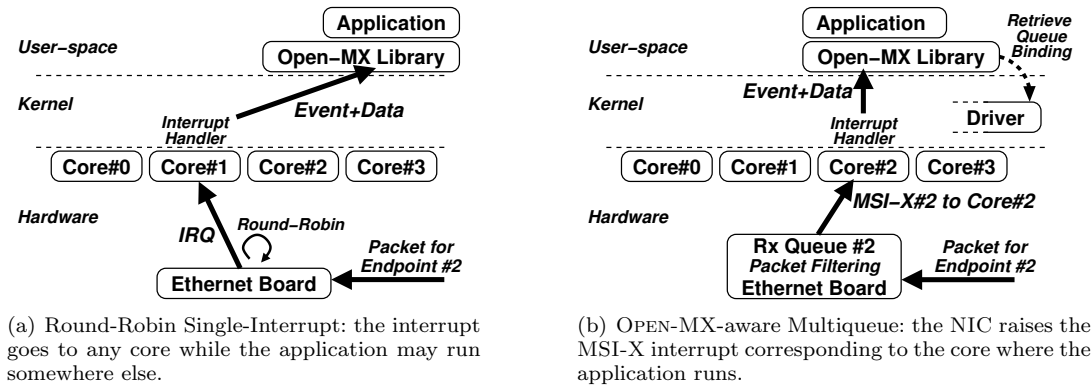 Application
User-space
Open-MX Library
Event+Data
Kernel
Interrupt
Handler
Core#0
Core#1
Core#2
Core#3
Hardware
IRQ
Round-Robin
Packet for
Endpoint #2
Ethernet Board
(a) Round-Robin Single-Interrupt: the interrupt
goes to any core while the application may run
somewhere else.
Application
User-space
Open-MX Library
Retrieve
Queue
Binding
Event+Data
Kernel
Driver
Interrupt
Handler
Core#0
Core#1
Core#2
Core#3
MSI-X#2 to Core#2
Hardware
Rx Queue #2
Packet Filtering
Ethernet Board
Packet for
Endpoint #2
(b) OPEN-MX-aware Multiqueue: the NIC raises the
MSI-X interrupt corresponding to the core where the
application runs.